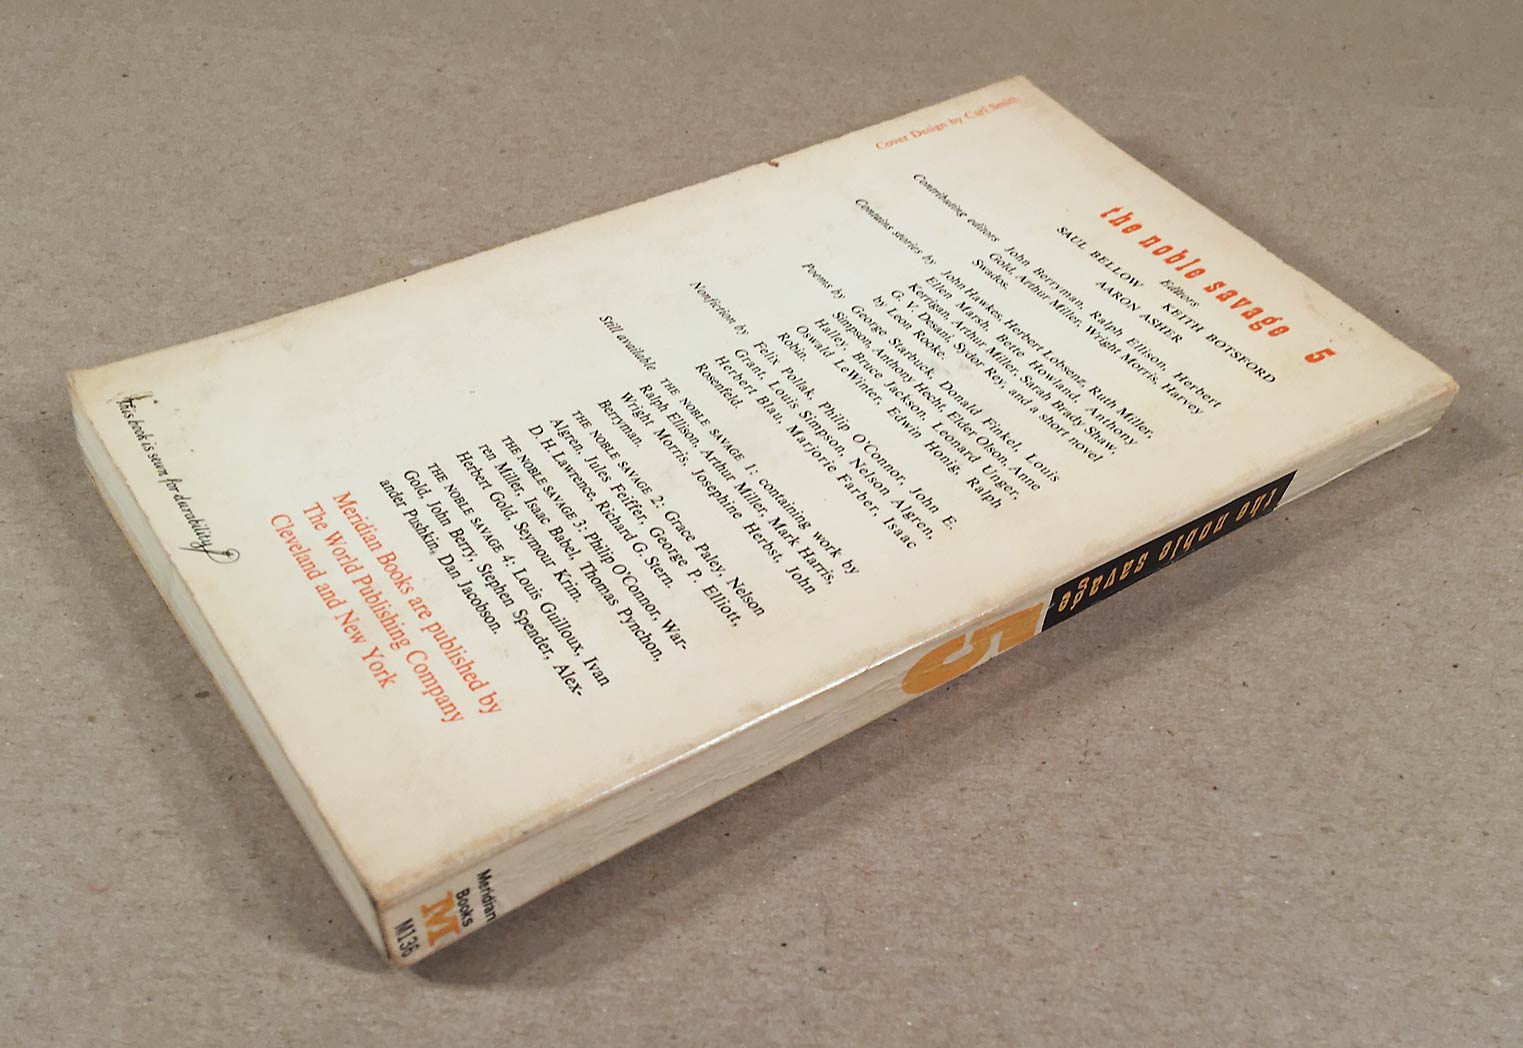 the noble savage 5
Editors
SAUL BELLOW KEITH BOTSFORD
AARON ASHER
Contributing editors John Berryman, Ralph Ellison, Herbert
Gold, Arthur Miller, Wright Morris, Harvey
Swados.
Contains stories by John Hawkes, Herbert Lobsenz, Ruth Miller,
Ellen Marsh, Bette Howland, Anthony
Kerrigan, Arthur Miller, Sarah Brady Shaw,
G. V. Desani, Sydor Rey, and a short novel
by Leon Rooke.
Poems by George Starbuck, Donald Finkel, Louis
Simpson, Anthony Hecht, Elder Olson, Anne
Halley, Bruce Jackson, Leonard Unger,
Oswald LeWinter, Edwin Honig, Ralph
Robin.
Nonfiction by Felix Pollak, Philip O'Connor, John E.
Grant, Louis Simpson, Nelson Algren,
Herbert Blau, Marjorie Farber, Isaac
Rosenfeld.
Still available THE NOBLE SAVAGE 1: containing work by
Ralph Ellison, Arthur Miller, Mark Harris,
Wright Morris, Josephine Herbst, John
Berryman.
THE NOBLE SAVAGE 2: Grace Paley, Nelson
Algren, Jules Feiffer, George P. Elliott,
D. H. Lawrence, Richard G. Stern.
THE NOBLE SAVAGE 3: Philip O'Connor, War-
ren Miller, Isaac Babel, Thomas Pynchon,
Herbert Gold, Seymour Krim.
THE NOBLE SAVAGE 4: Louis Guilloux, Ivan
Gold, John Berry, Stephen Spender, Alex-
ander Pushkin, Dan Jacobson.
Meridian Books are published by
The World Publishing Company
Cleveland and New York
This book is sewn for durability
Cover Design by Carl Smith
the noble savage
5
Meridian
Books
M
M136